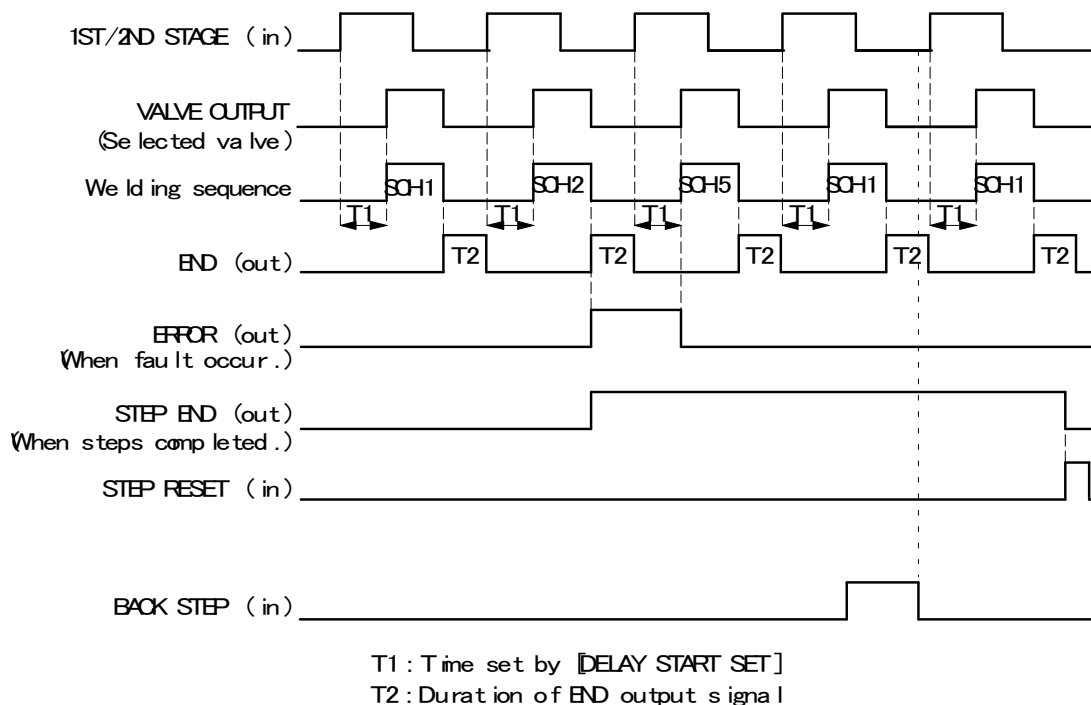 1ST/2ND STAGE (in)
VALVE OUTPUT
(Selected valve)
Welding sequence
SCH1 SCH2 SCH5 SCH1 SCH1
T1 T1 T1 T1 T1
END (out)
T2 T2 T2 T2 T2
ERROR (out)
(When fault occur.)
STEP END (out)
(When steps completed.)
STEP RESET (in)
BACK STEP (in)
T1 : Time set by [DELAY START SET]
T2 : Duration of END output signal